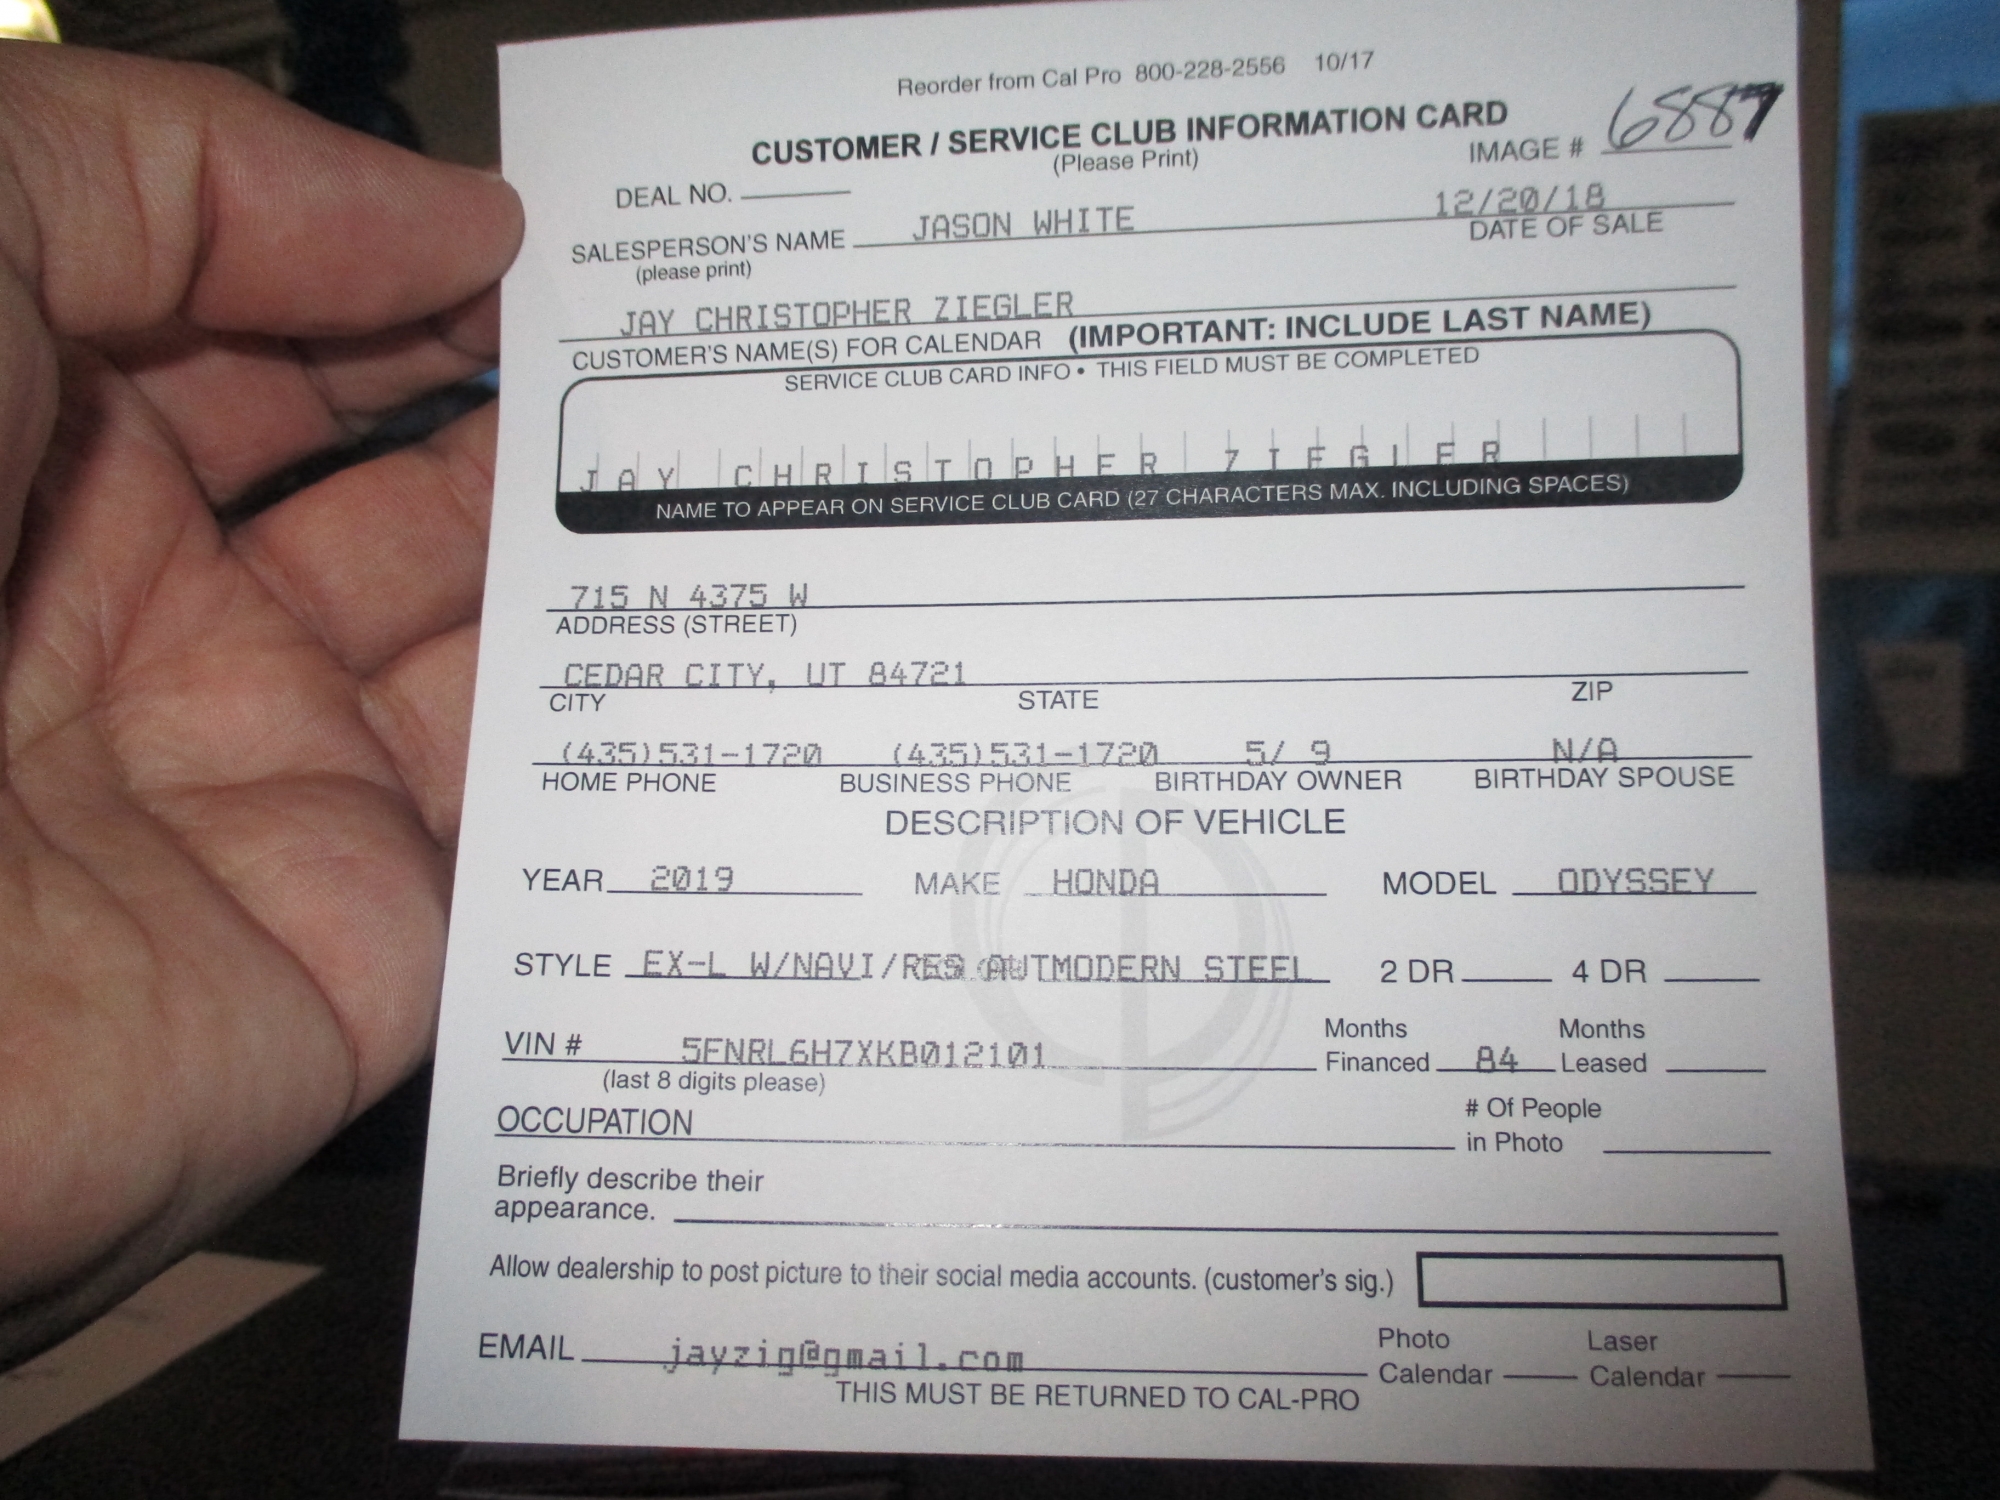 Reorder from Cal Pro 800-228-2556 10/17
CUSTOMER / SERVICE CLUB INFORMATION CARD
(Please Print)
IMAGE # 6887
DEAL NO.
SALESPERSON'S NAME JASON WHITE 12/20/18
(please print) DATE OF SALE
JAY CHRISTOPHER ZIEGLER
CUSTOMER'S NAME(S) FOR CALENDAR (IMPORTANT: INCLUDE LAST NAME)
SERVICE CLUB CARD INFO • THIS FIELD MUST BE COMPLETED
JAY CHRISTOPHER ZIEGLER
NAME TO APPEAR ON SERVICE CLUB CARD (27 CHARACTERS MAX. INCLUDING SPACES)
715 N 4375 W
ADDRESS (STREET)
CEDAR CITY, UT 84721
CITY STATE ZIP
(435)531-1720 (435)531-1720 5/ 9 N/A
HOME PHONE BUSINESS PHONE BIRTHDAY OWNER BIRTHDAY SPOUSE
DESCRIPTION OF VEHICLE
YEAR 2019 MAKE HONDA MODEL ODYSSEY
STYLE EX-L W/NAVI/RES AUTMODERN STEEL 2 DR 4 DR
VIN # 5FNRL6H7XKB012101
(last 8 digits please)
Months Financed 84 Months Leased
OCCUPATION
# Of People in Photo
Briefly describe their
appearance.
Allow dealership to post picture to their social media accounts. (customer's sig.)
EMAIL jayzig@gmail.com
Photo Calendar Laser Calendar
THIS MUST BE RETURNED TO CAL-PRO